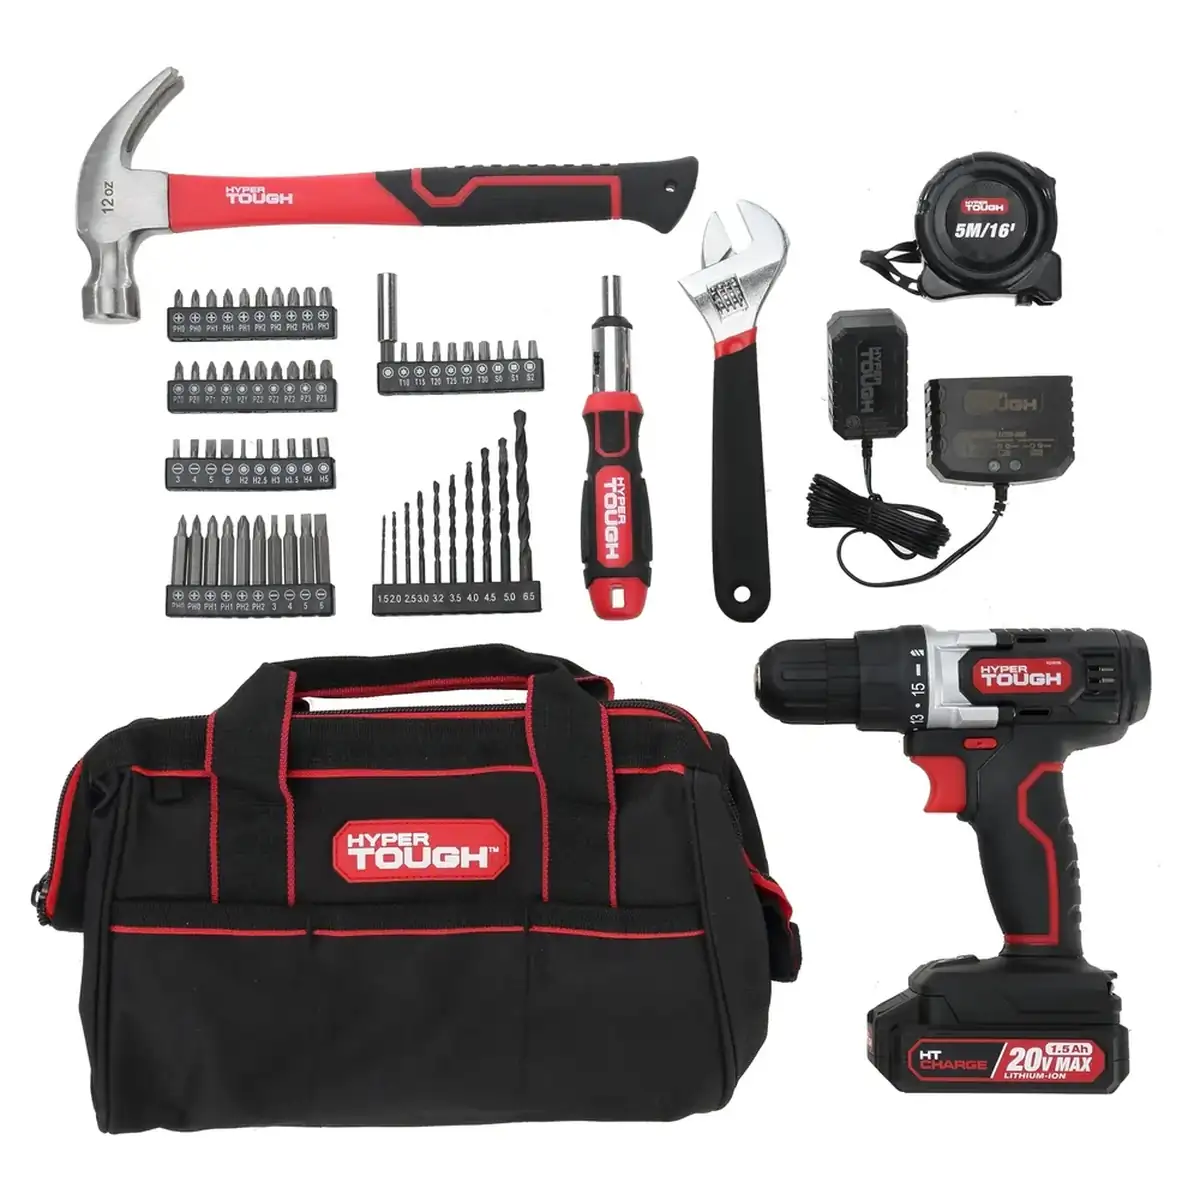 12 oz
HYPER
TOUGH
HYPER
TOUGH
5M/16'
PH0 PH0 PH1 PH1 PH1 PH2 PH2 PH2 PH3 PH3
T10 T15 T20 T25 T27 T30 S0 S1 S2
PZ1 PZ1 PZ1 PZ2 PZ2 PZ2 PZ3 PZ3
3 4 5 6 H2 H2.5 H3 H3.5 H4 H5
PH0 PH0 PH1 PH1 PH2 PH2 3 4 5 6
1.5 2.0 2.5 3.0 3.2 3.5 4.0 4.5 5.0 6.5
HYPER
TOUGH
HYPER
TOUGH
HYPER
TOUGH
13 • 15
HYPER
TOUGH™
HT
CHARGE
20V MAX
1.5 Ah
LITHIUM-ION